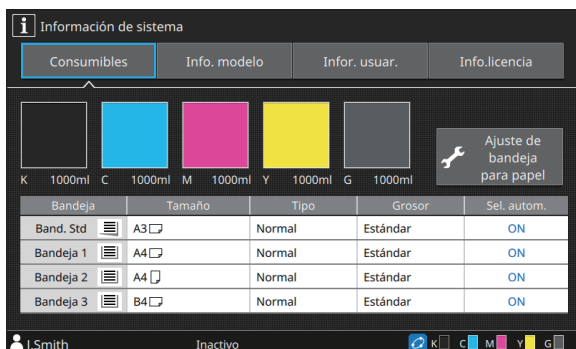 i Información de sistema
Consumibles Info. modelo Infor. usuar. Info.licencia
K 1000ml C 1000ml M 1000ml Y 1000ml G 1000ml
Ajuste de
bandeja
para papel
Bandeja Tamaño Tipo Grosor Sel. autom.
Band. Std A3 Normal Estándar ON
Bandeja 1 A4 Normal Estándar ON
Bandeja 2 A4 Normal Estándar ON
Bandeja 3 B4 Normal Estándar ON
J.Smith Inactivo K C M Y G